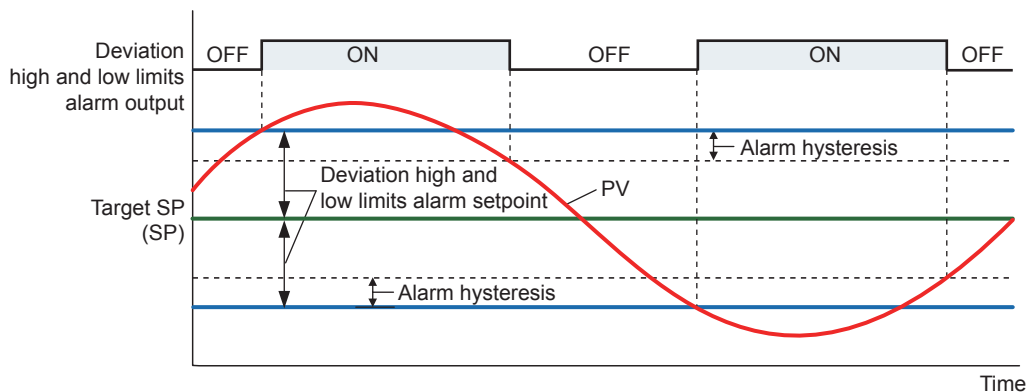 Deviation
high and low limits
alarm output
OFF
ON
OFF
ON
OFF
Alarm hysteresis
Deviation high and
low limits alarm setpoint
PV
Target SP
(SP)
Alarm hysteresis
Time